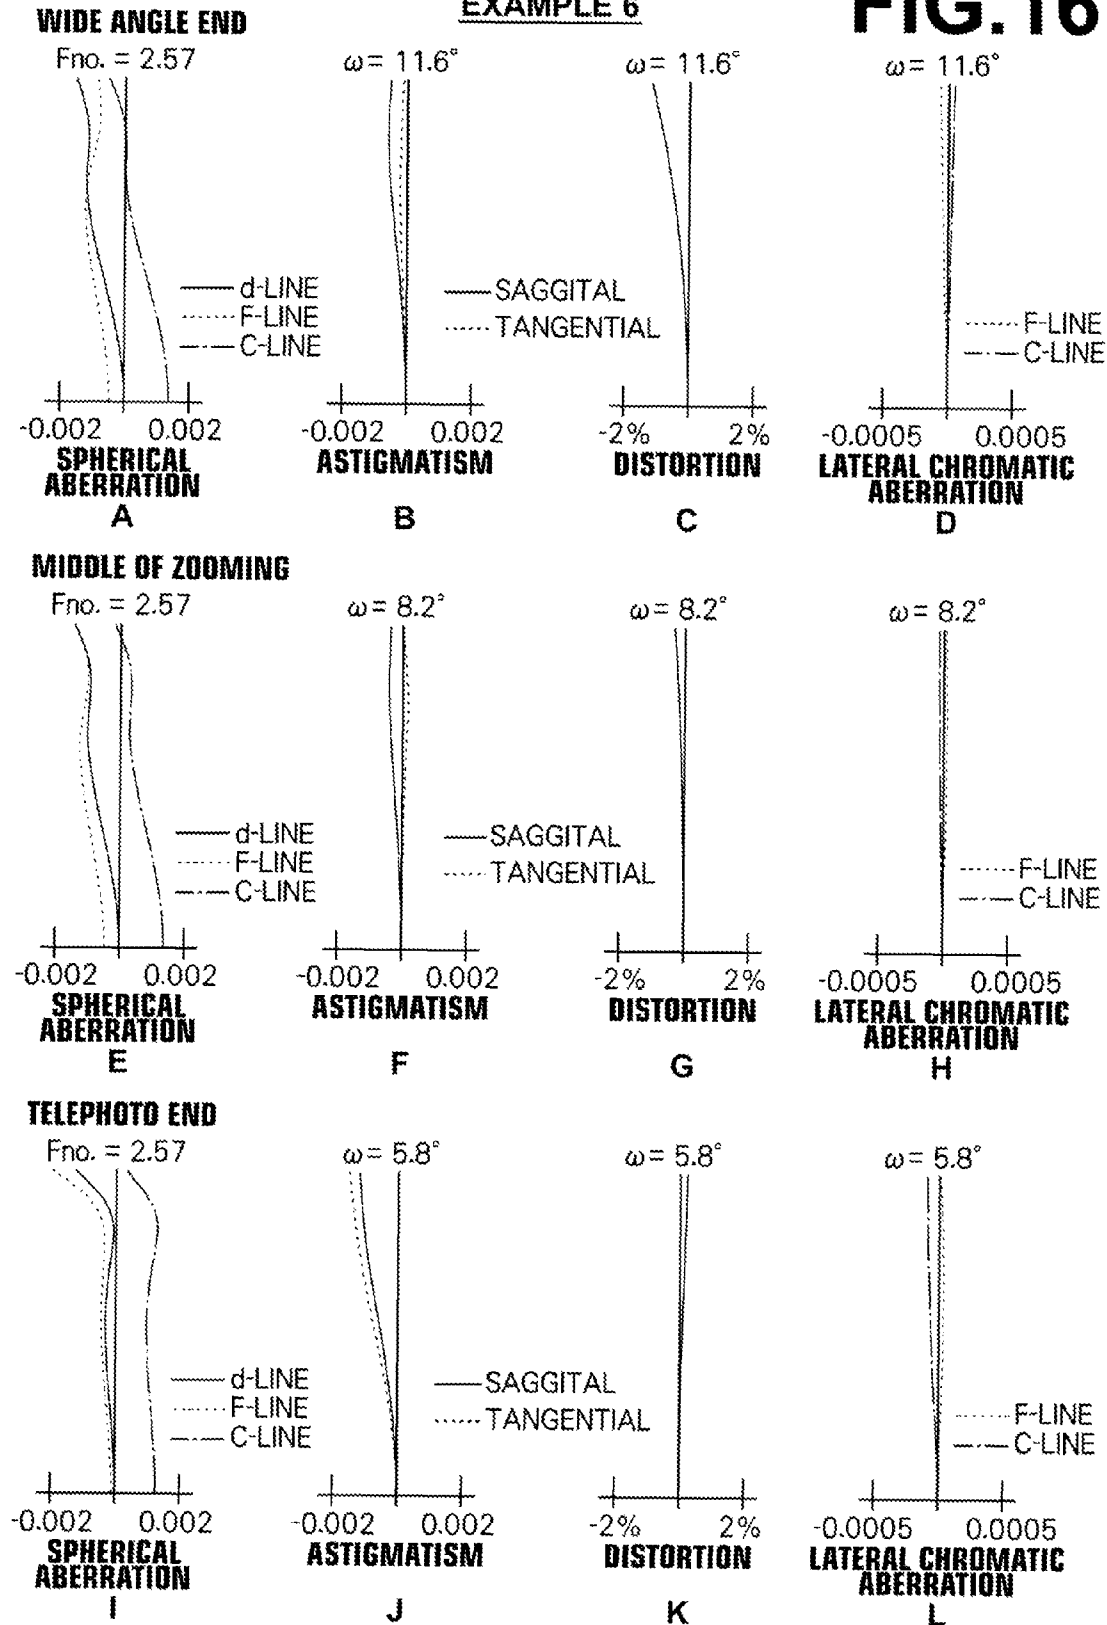 EXAMPLE 6
FIG. 16
WIDE ANGLE END
Fno. = 2.57
ω = 11.6°
ω = 11.6°
ω = 11.6°
d-LINE
F-LINE
C-LINE
SAGGITAL
TANGENTIAL
F-LINE
C-LINE
-0.002 0.002
-0.002 0.002
-2% 2%
-0.0005 0.0005
SPHERICAL
ABERRATION
ASTIGMATISM
DISTORTION
LATERAL CHROMATIC
ABERRATION
A
B
C
D
MIDDLE OF ZOOMING
Fno. = 2.57
ω = 8.2°
ω = 8.2°
ω = 8.2°
d-LINE
F-LINE
C-LINE
SAGGITAL
TANGENTIAL
F-LINE
C-LINE
-0.002 0.002
-0.002 0.002
-2% 2%
-0.0005 0.0005
SPHERICAL
ABERRATION
ASTIGMATISM
DISTORTION
LATERAL CHROMATIC
ABERRATION
E
F
G
H
TELEPHOTO END
Fno. = 2.57
ω = 5.8°
ω = 5.8°
ω = 5.8°
d-LINE
F-LINE
C-LINE
SAGGITAL
TANGENTIAL
F-LINE
C-LINE
-0.002 0.002
-0.002 0.002
-2% 2%
-0.0005 0.0005
SPHERICAL
ABERRATION
ASTIGMATISM
DISTORTION
LATERAL CHROMATIC
ABERRATION
I
J
K
L